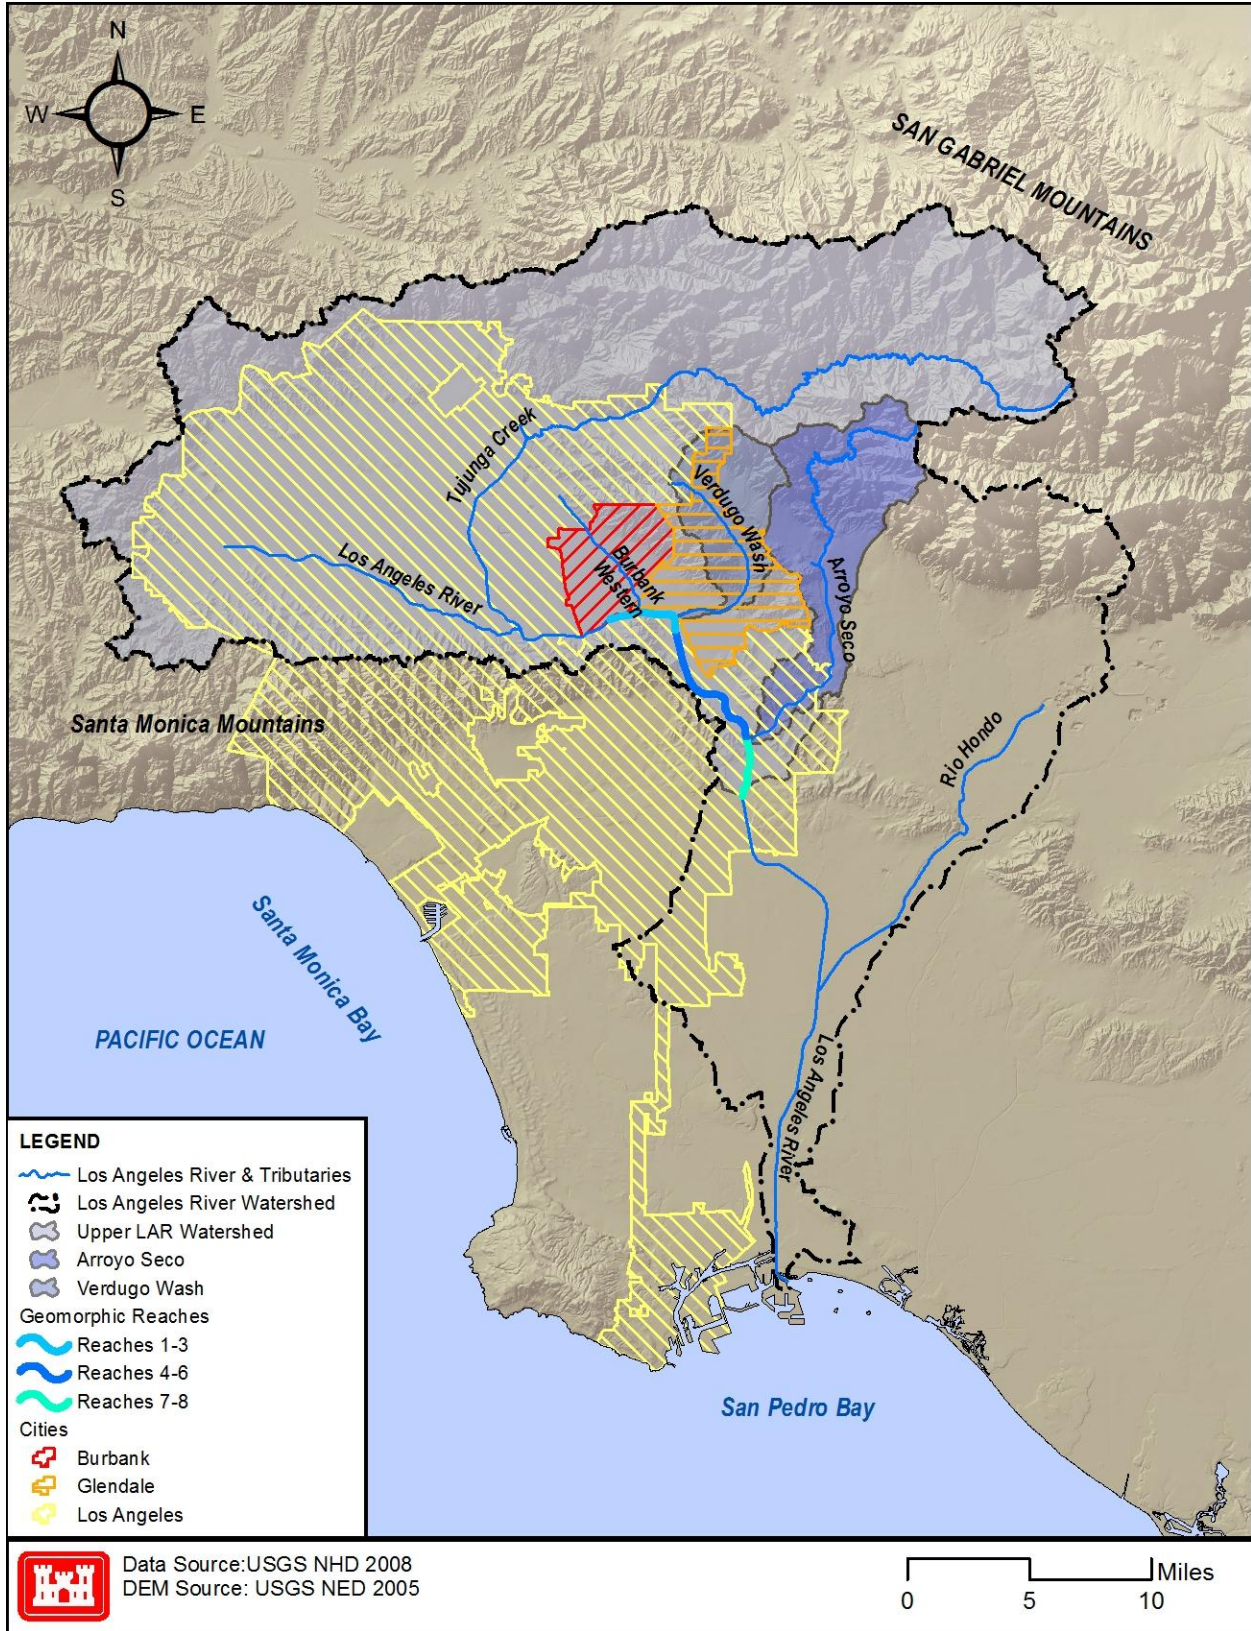 N
W E
S
SAN GABRIEL MOUNTAINS
Tujunga Creek
Verdugo Wash
Los Angeles River
Burbank
Western
Arroyo Seco
Santa Monica Mountains
Rio Hondo
Santa Monica Bay
PACIFIC OCEAN
Los Angeles River
San Pedro Bay
LEGEND
Los Angeles River & Tributaries
Los Angeles River Watershed
Upper LAR Watershed
Arroyo Seco
Verdugo Wash
Geomorphic Reaches
Reaches 1-3
Reaches 4-6
Reaches 7-8
Cities
Burbank
Glendale
Los Angeles
Data Source:USGS NHD 2008
DEM Source: USGS NED 2005
Miles
0 5 10